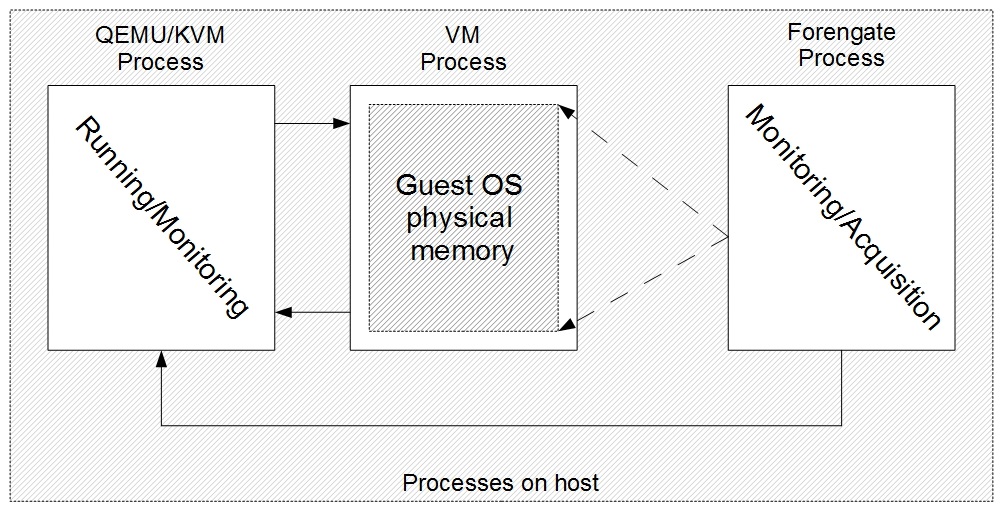 QEMU/KVM
Process
VM
Process
Forengate
Process
Running/Monitoring
Guest OS
physical
memory
Monitoring/Acquisition
Processes on host